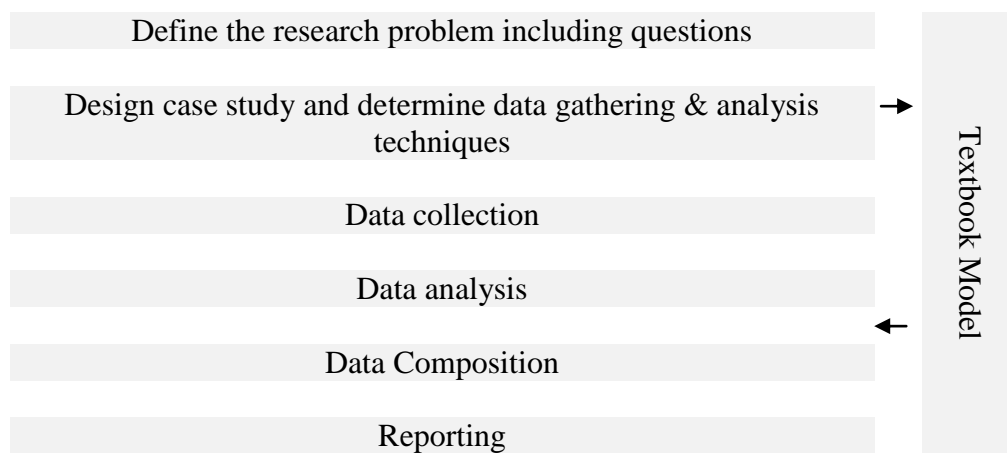 Define the research problem including questions
Design case study and determine data gathering & analysis
techniques
Data collection
Data analysis
Data Composition
Reporting
Textbook Model